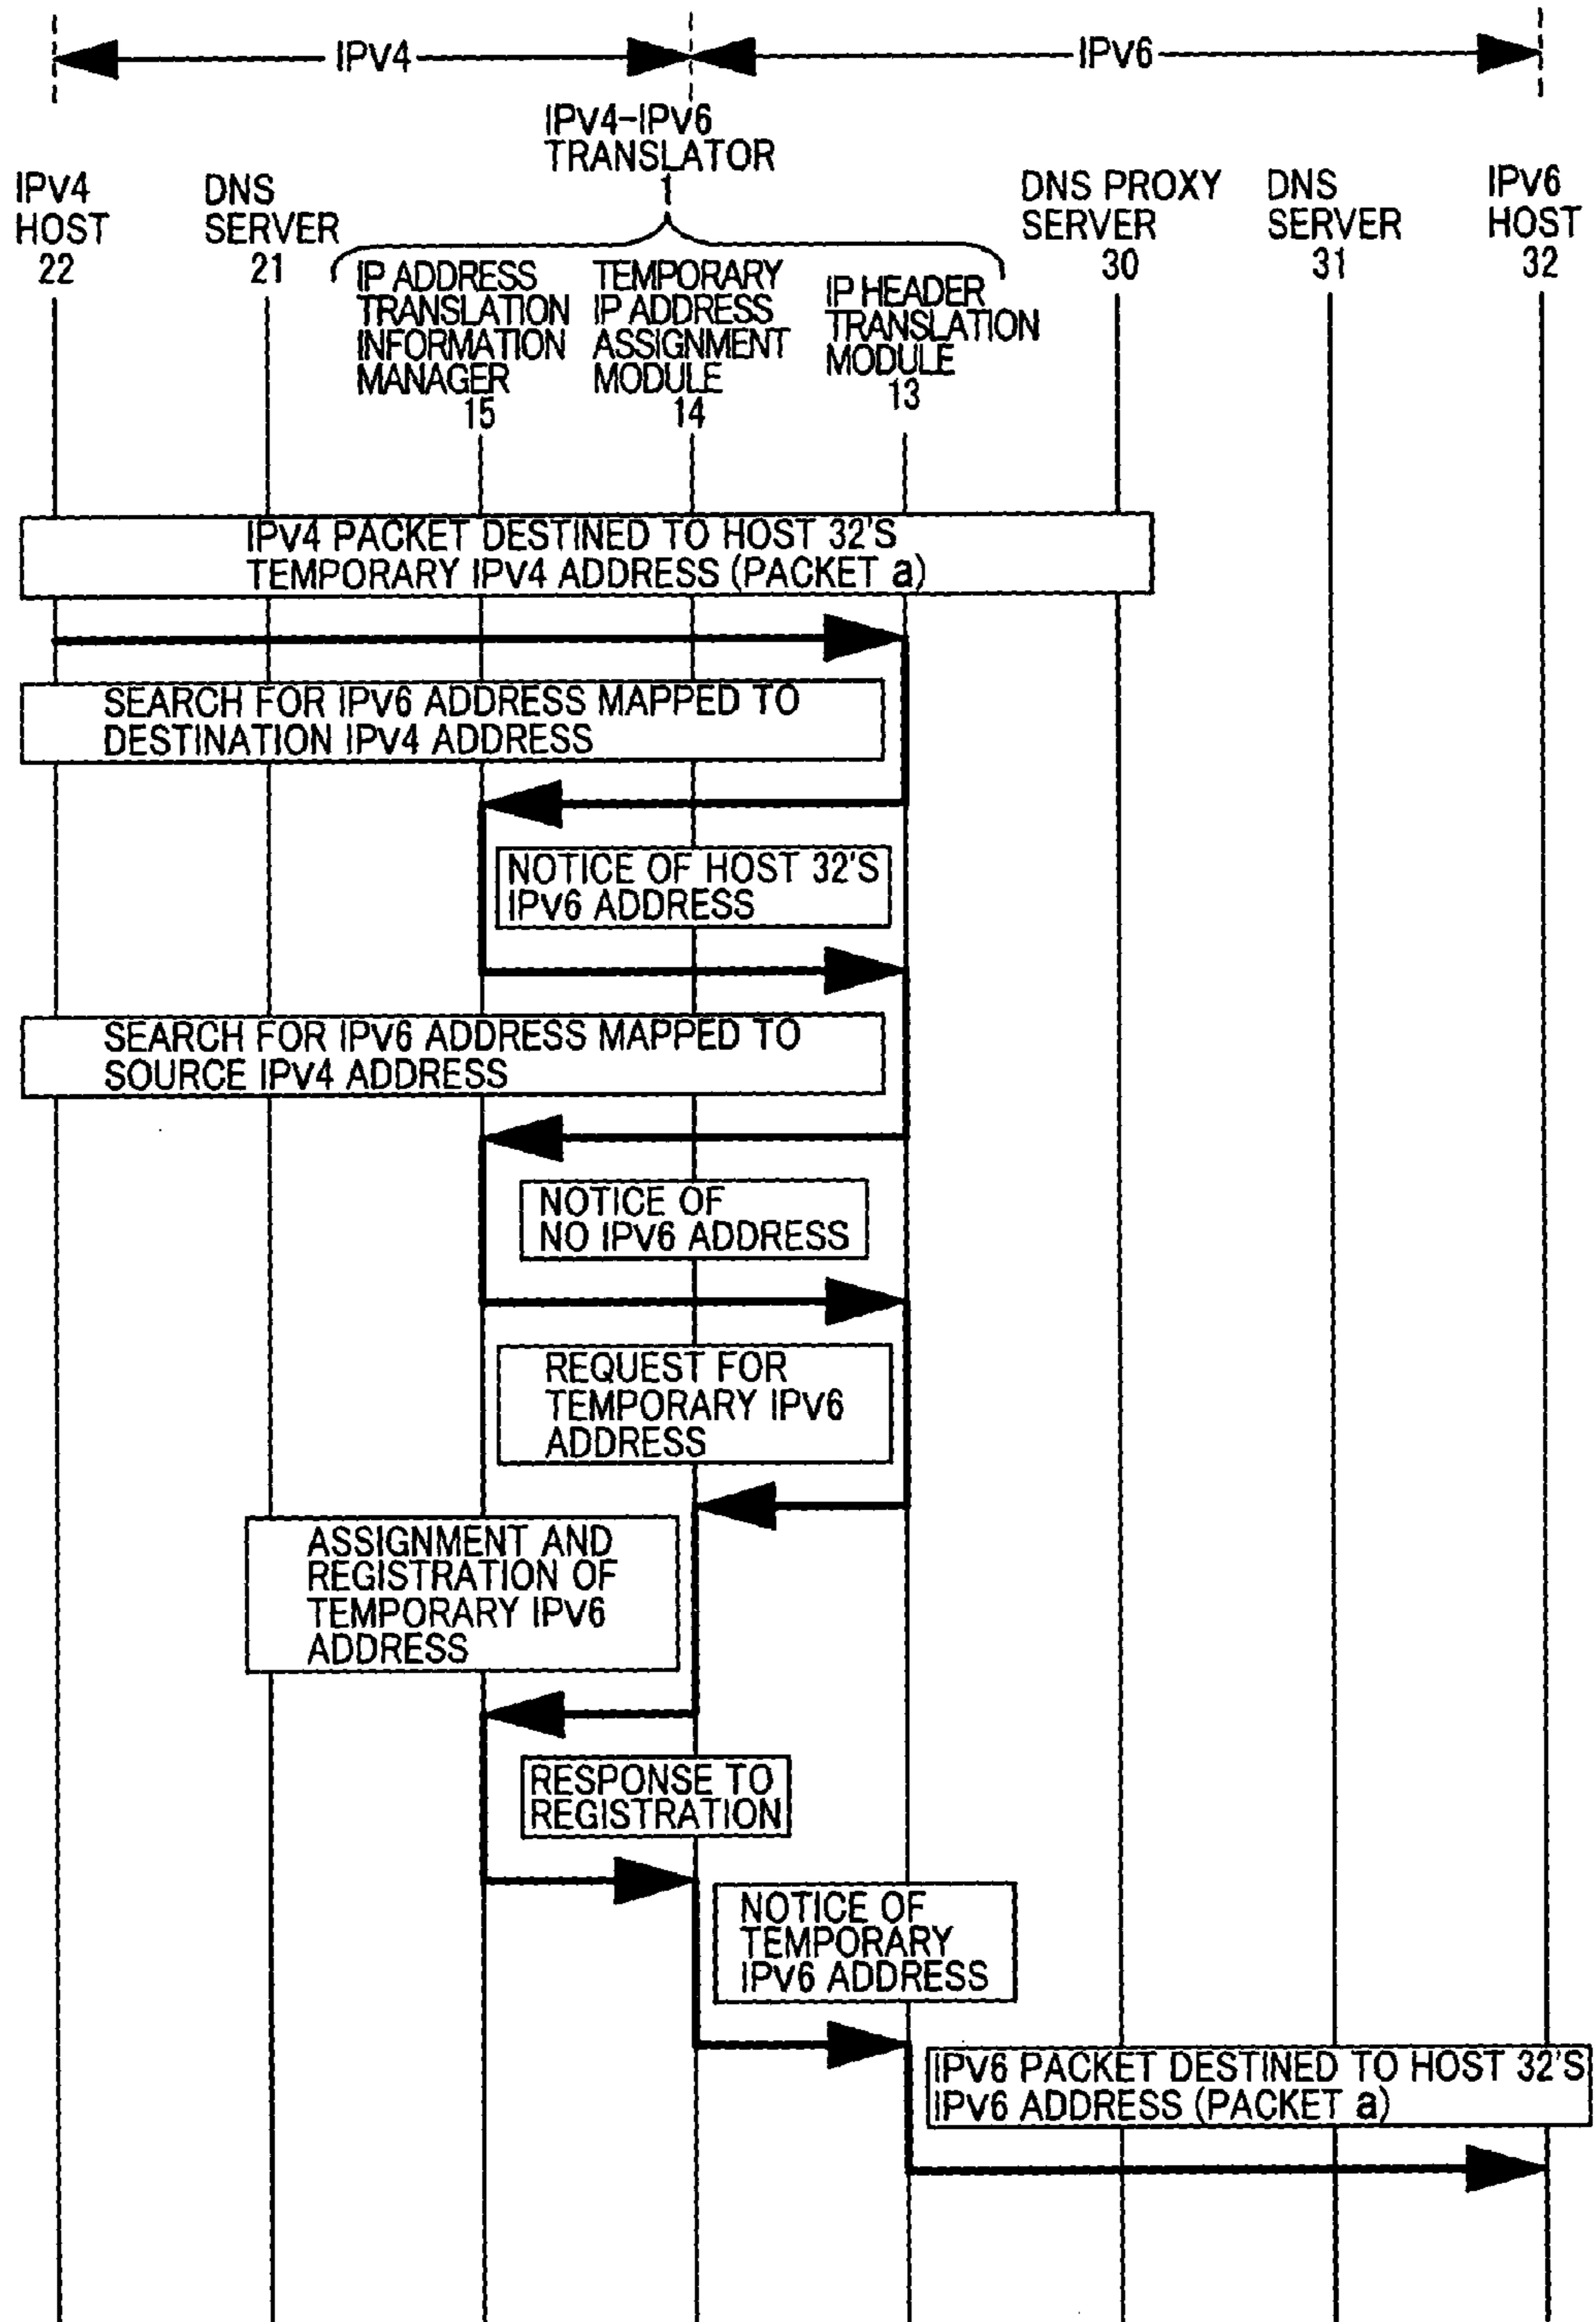 IPV4
IPV6
IPV4-IPV6
TRANSLATOR
1
IPV4
HOST
22
DNS
SERVER
21
IP ADDRESS
TRANSLATION
INFORMATION
MANAGER
15
TEMPORARY
IP ADDRESS
ASSIGNMENT
MODULE
14
IP HEADER
TRANSLATION
MODULE
13
DNS PROXY
SERVER
30
DNS
SERVER
31
IPV6
HOST
32
IPV4 PACKET DESTINED TO HOST 32'S
TEMPORARY IPV4 ADDRESS (PACKET a)
SEARCH FOR IPV6 ADDRESS MAPPED TO
DESTINATION IPV4 ADDRESS
NOTICE OF HOST 32'S
IPV6 ADDRESS
SEARCH FOR IPV6 ADDRESS MAPPED TO
SOURCE IPV4 ADDRESS
NOTICE OF
NO IPV6 ADDRESS
REQUEST FOR
TEMPORARY IPV6
ADDRESS
ASSIGNMENT AND
REGISTRATION OF
TEMPORARY IPV6
ADDRESS
RESPONSE TO
REGISTRATION
NOTICE OF
TEMPORARY
IPV6 ADDRESS
IPV6 PACKET DESTINED TO HOST 32'S
IPV6 ADDRESS (PACKET a)